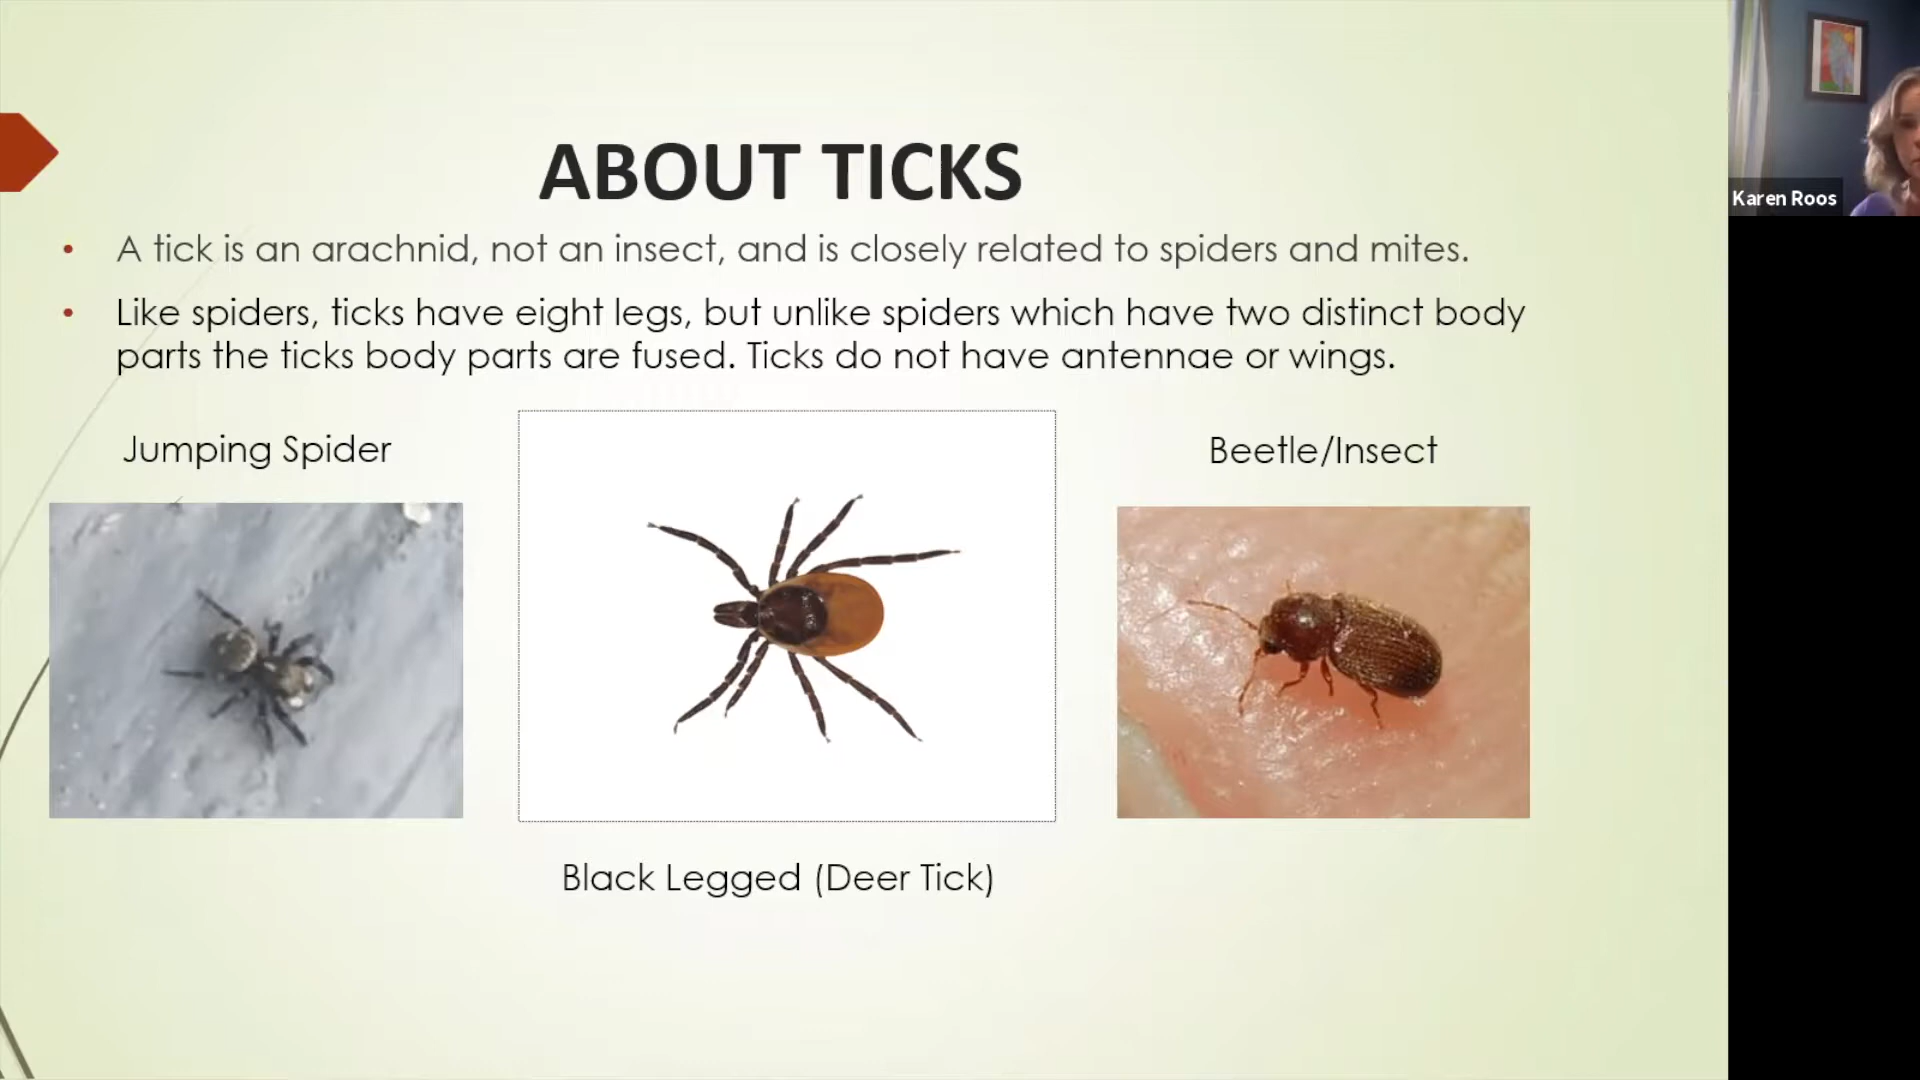 ABOUT TICKS
• A tick is an arachnid, not an insect, and is closely related to spiders and mites.
• Like spiders, ticks have eight legs, but unlike spiders which have two distinct body
parts the ticks body parts are fused. Ticks do not have antennae or wings.
Jumping Spider
Beetle/Insect
Black Legged (Deer Tick)
Karen Roos